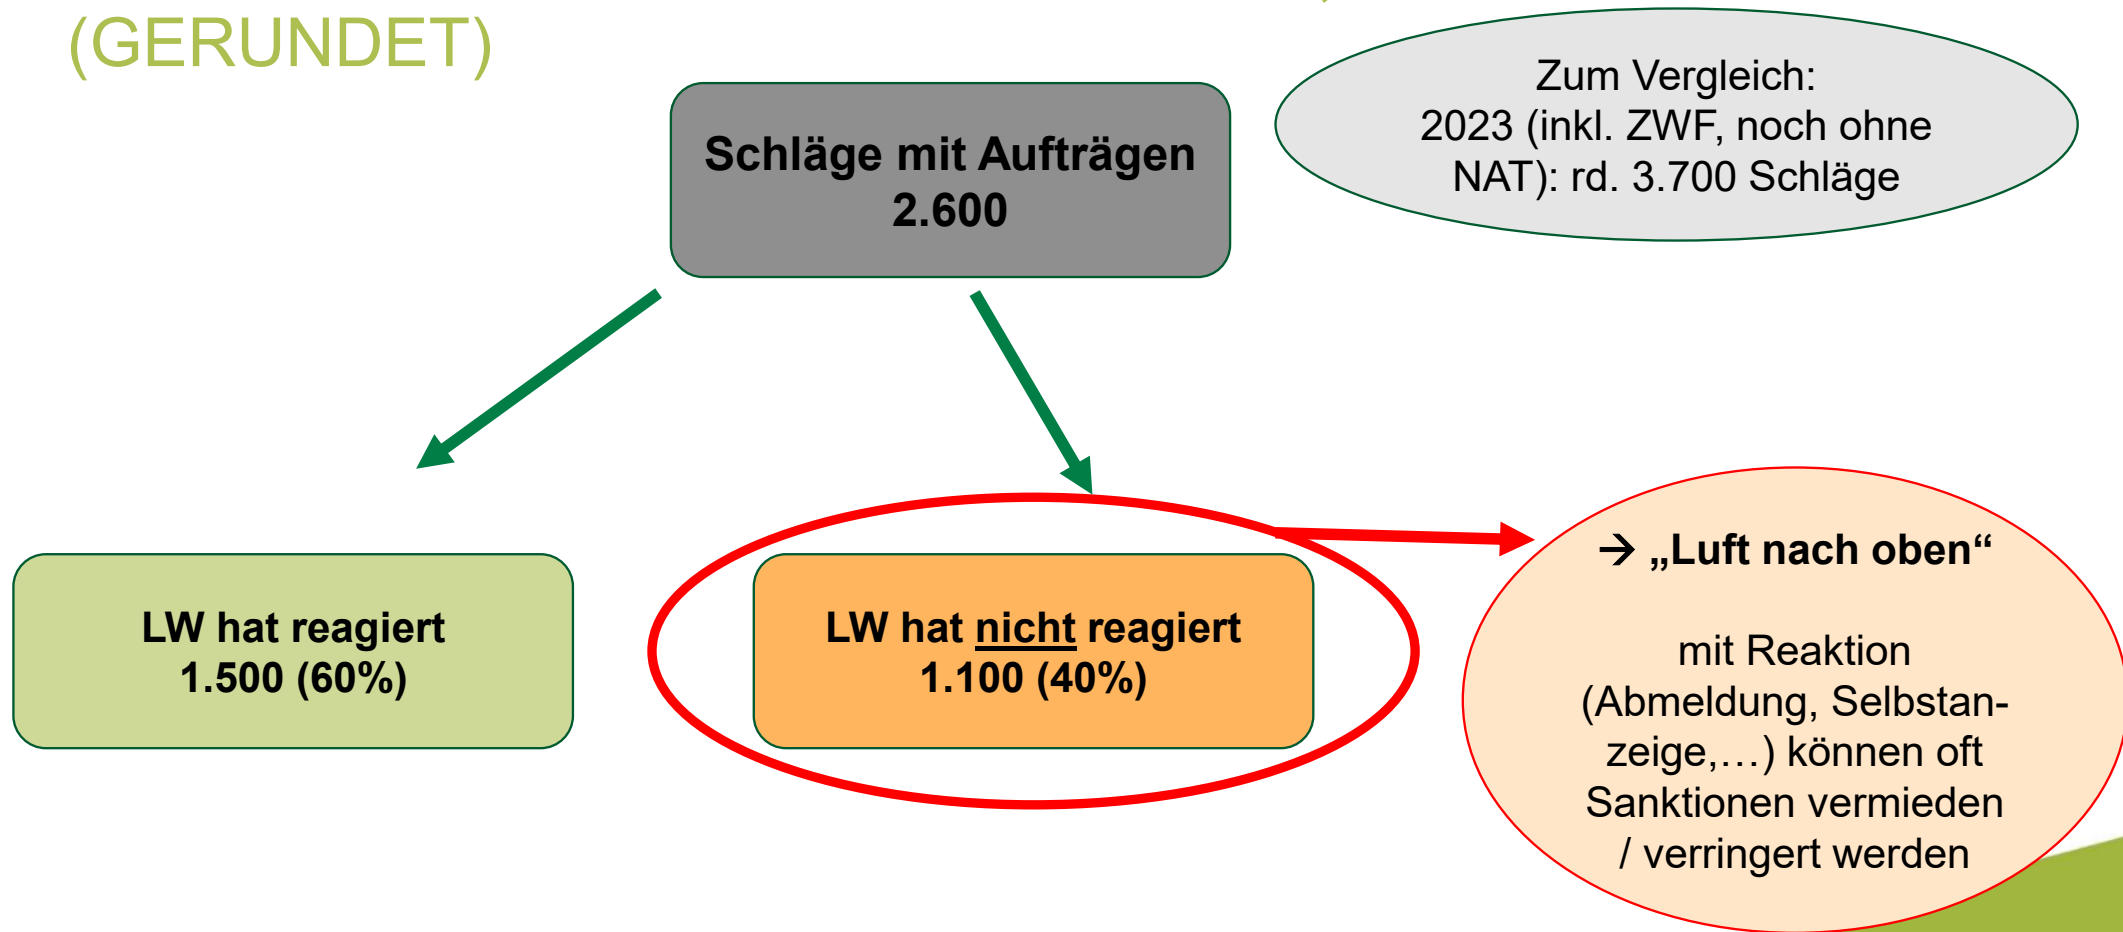 (GERUNDET)
Zum Vergleich:
2023 (inkl. ZWF, noch ohne
NAT): rd. 3.700 Schläge
Schläge mit Aufträgen
2.600
LW hat reagiert
1.500 (60%)
LW hat nicht reagiert
1.100 (40%)
→ „Luft nach oben“
mit Reaktion
(Abmeldung, Selbstan-
zeige,…) können oft
Sanktionen vermieden
/ verringert werden